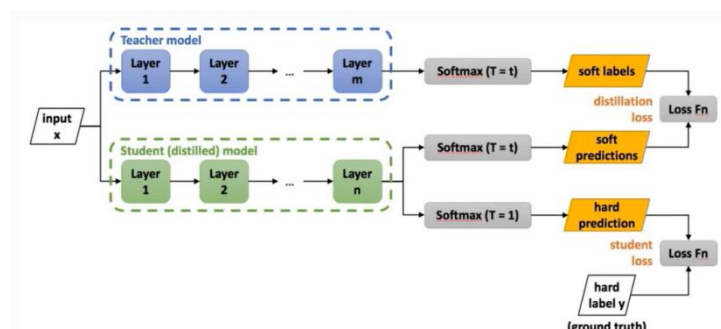 Teacher model
Layer
1
Layer
2
...
Layer
m
Softmax (T = t)
soft labels
input
x
distillation
loss
Loss Fn
Student (distilled) model
Layer
1
Layer
2
...
Layer
n
Softmax (T = t)
soft
predictions
Softmax (T = 1)
hard
prediction
student
loss
Loss Fn
hard
label y
(ground truth)